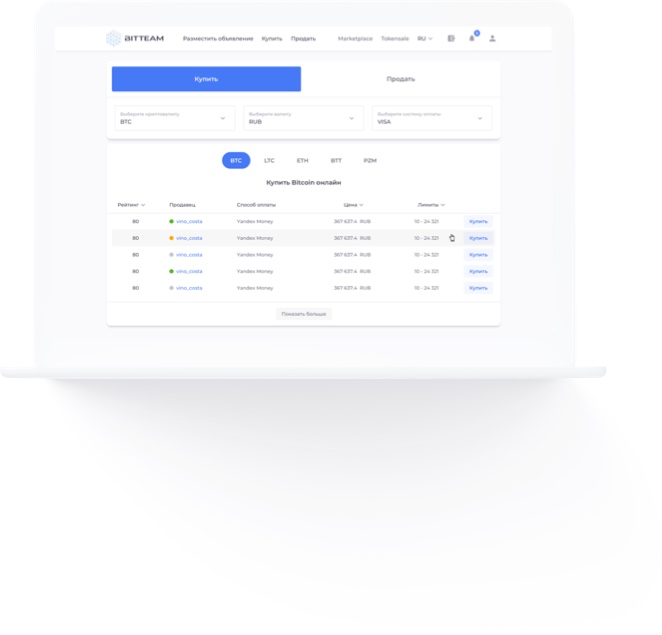 BITTEAM Разместить объявление Купить Продать Marketplace Tokensale RU
Купить Продать
Выберите криптовалюту Выберите валюту Выберите систему оплаты
BTC RUB VISA
BTC LTC ETH BTT PZM
Купить Bitcoin онлайн
Рейтинг Продавец Способ оплаты Цена Лимиты
80 vino_costa Yandex Money 367 637.4 RUB 10 - 24 321 Купить
80 vino_costa Yandex Money 367 637.4 RUB 10 - 24 321 Купить
80 vino_costa Yandex Money 367 637.4 RUB 10 - 24 321 Купить
80 vino_costa Yandex Money 367 637.4 RUB 10 - 24 321 Купить
80 vino_costa Yandex Money 367 637.4 RUB 10 - 24 321 Купить
Показать больше